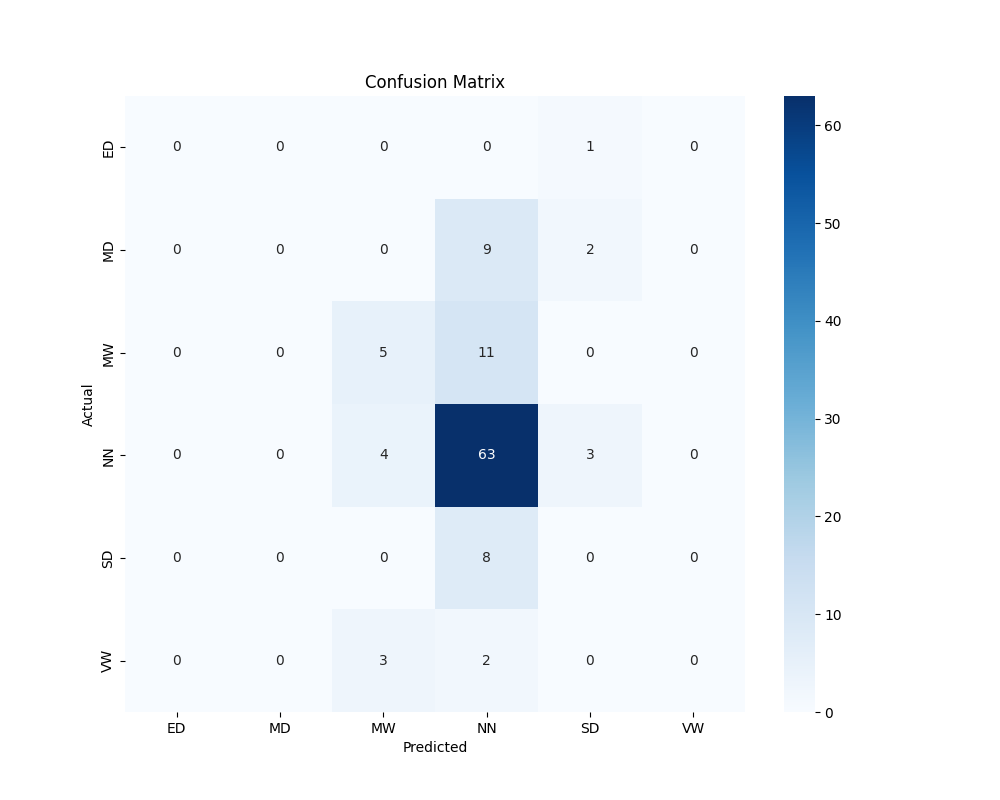 Confusion Matrix
ED 0 0 0 0 1 0
MD 0 0 0 9 2 0
MW 0 0 5 11 0 0
NN 0 0 4 63 3 0
SD 0 0 0 8 0 0
VW 0 0 3 2 0 0
ED MD MW NN SD VW
Predicted
Actual
60
50
40
30
20
10
0